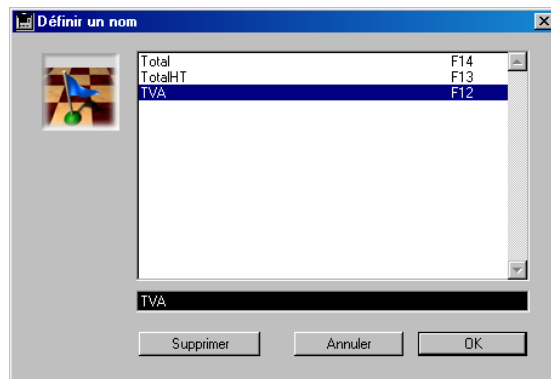 Définir un nom
Total F14
TotalHT F13
TVA F12
TVA
Supprimer Annuler OK